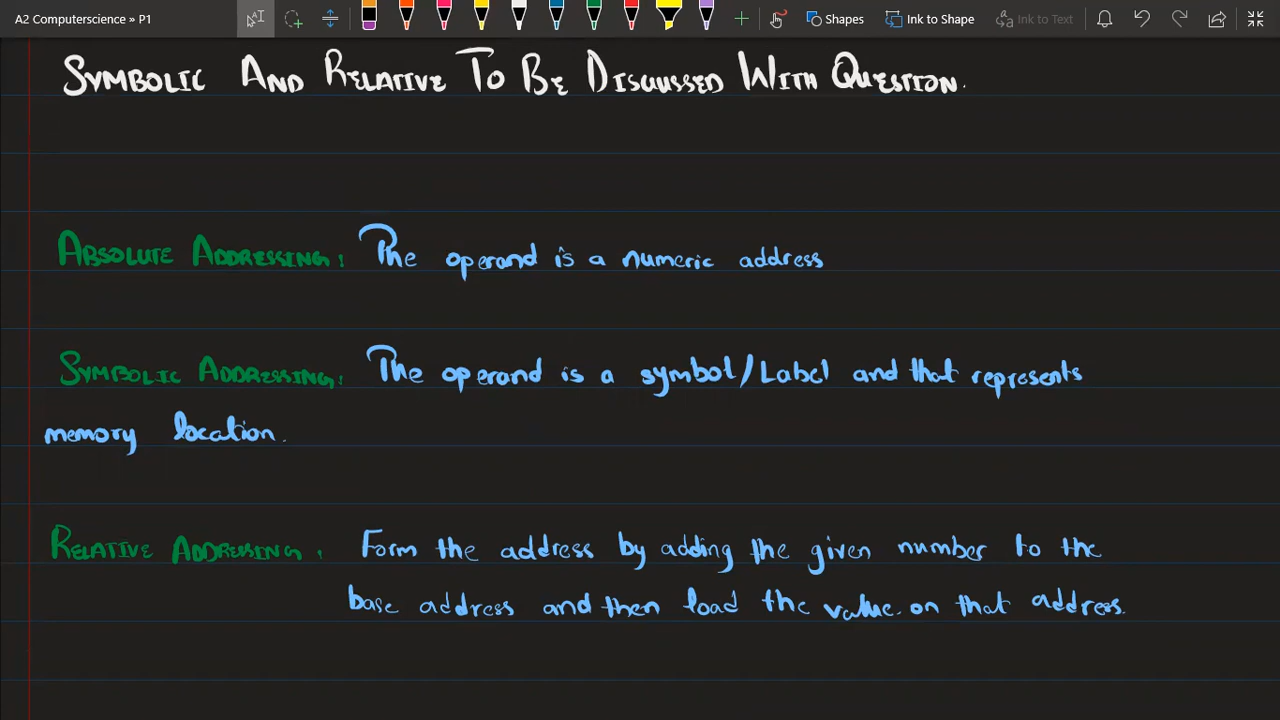 A2 Computerscience » P1
Shapes
Ink to Shape
Ink to Text
SYMBOLIC AND RELATIVE TO BE DISCUSSED WITH QUESTION.
ABSOLUTE ADDRESSING: The operand is a numeric address
SYMBOLIC ADDRESSING: The operand is a symbol/Label and that represents
memory location.
RELATIVE ADDRESSING: Form the address by adding the given number to the
base address and then load the value on that address.